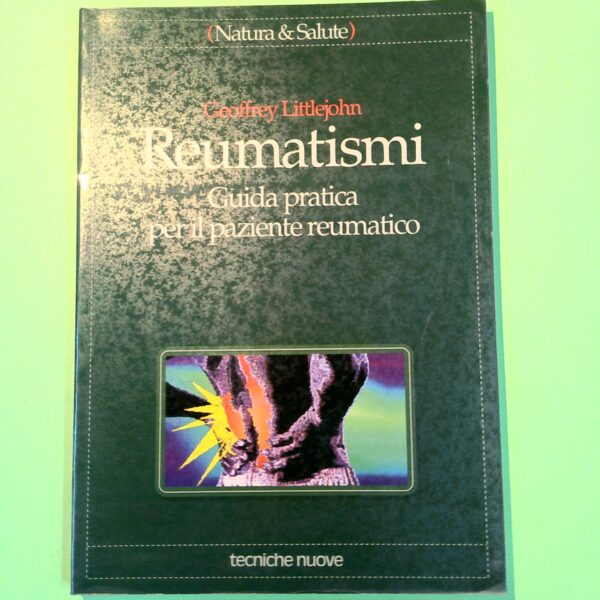 (Natura & Salute)
Geoffrey Littlejohn
Reumatismi
Guida pratica
per il paziente reumatico
tecniche nuove